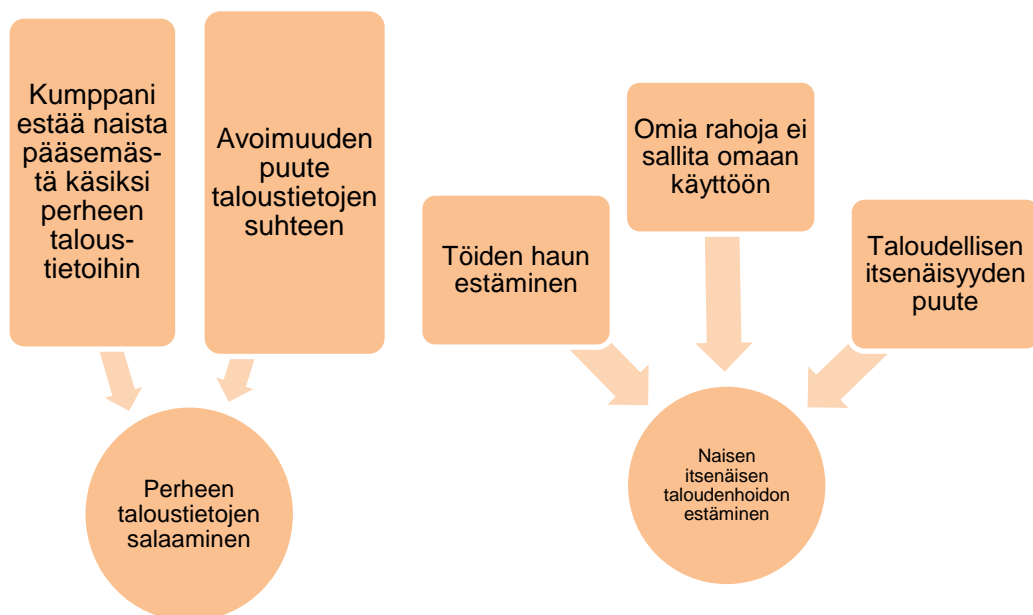 Kumppani
estää naista
pääsemäs-
tä käsiksi
perheen
talous-
tietoihin
Avoimuuden
puute
taloustietojen
suhteen
Perheen
taloustietojen
salaaminen
Töiden haun
estäminen
Omia rahoja ei
sallita omaan
käyttöön
Taloudellisen
itsenäisyyden
puute
Naisen
itsenäisen
taloudenhoidon
estäminen